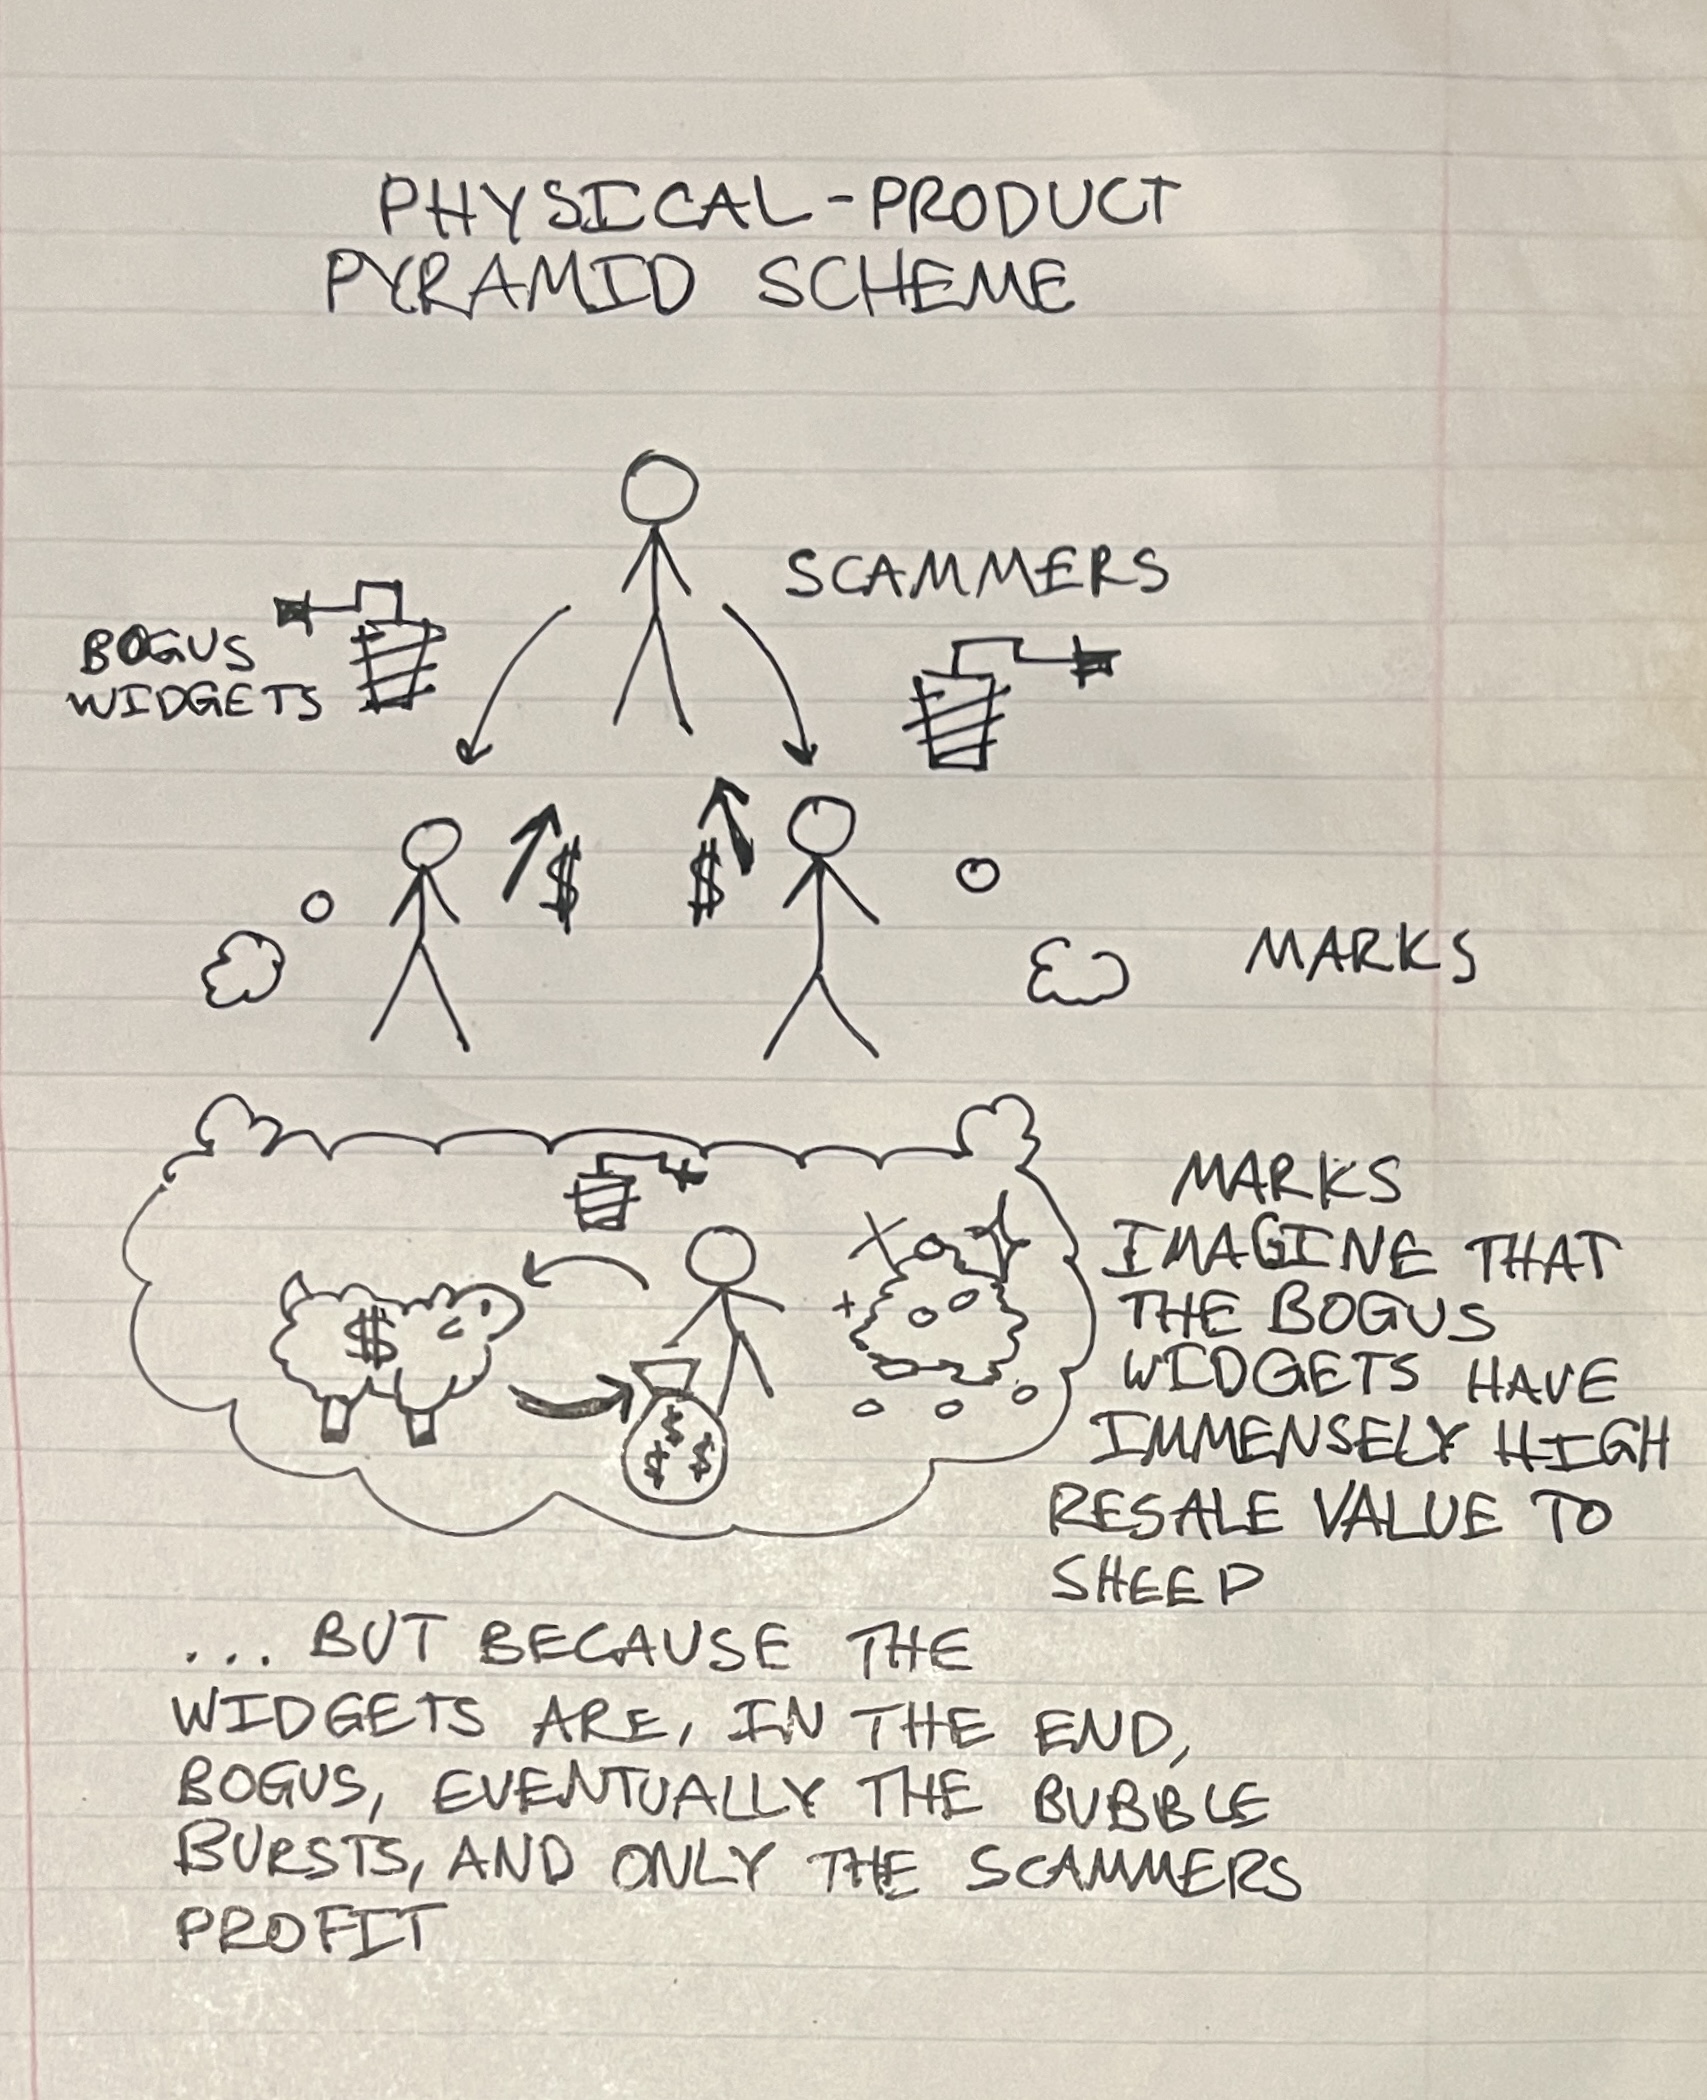 PHYSICAL-PRODUCT
PYRAMID SCHEME
SCAMMERS
BOGUS
WIDGETS
$
$
MARKS
MARKS
IMAGINE THAT
THE BOGUS
WIDGETS HAVE
IMMENSELY HIGH
RESALE VALUE TO
SHEEP
$
$
$ $
... BUT BECAUSE THE
WIDGETS ARE, IN THE END,
BOGUS, EVENTUALLY THE BUBBLE
BURSTS, AND ONLY THE SCAMMERS
PROFIT